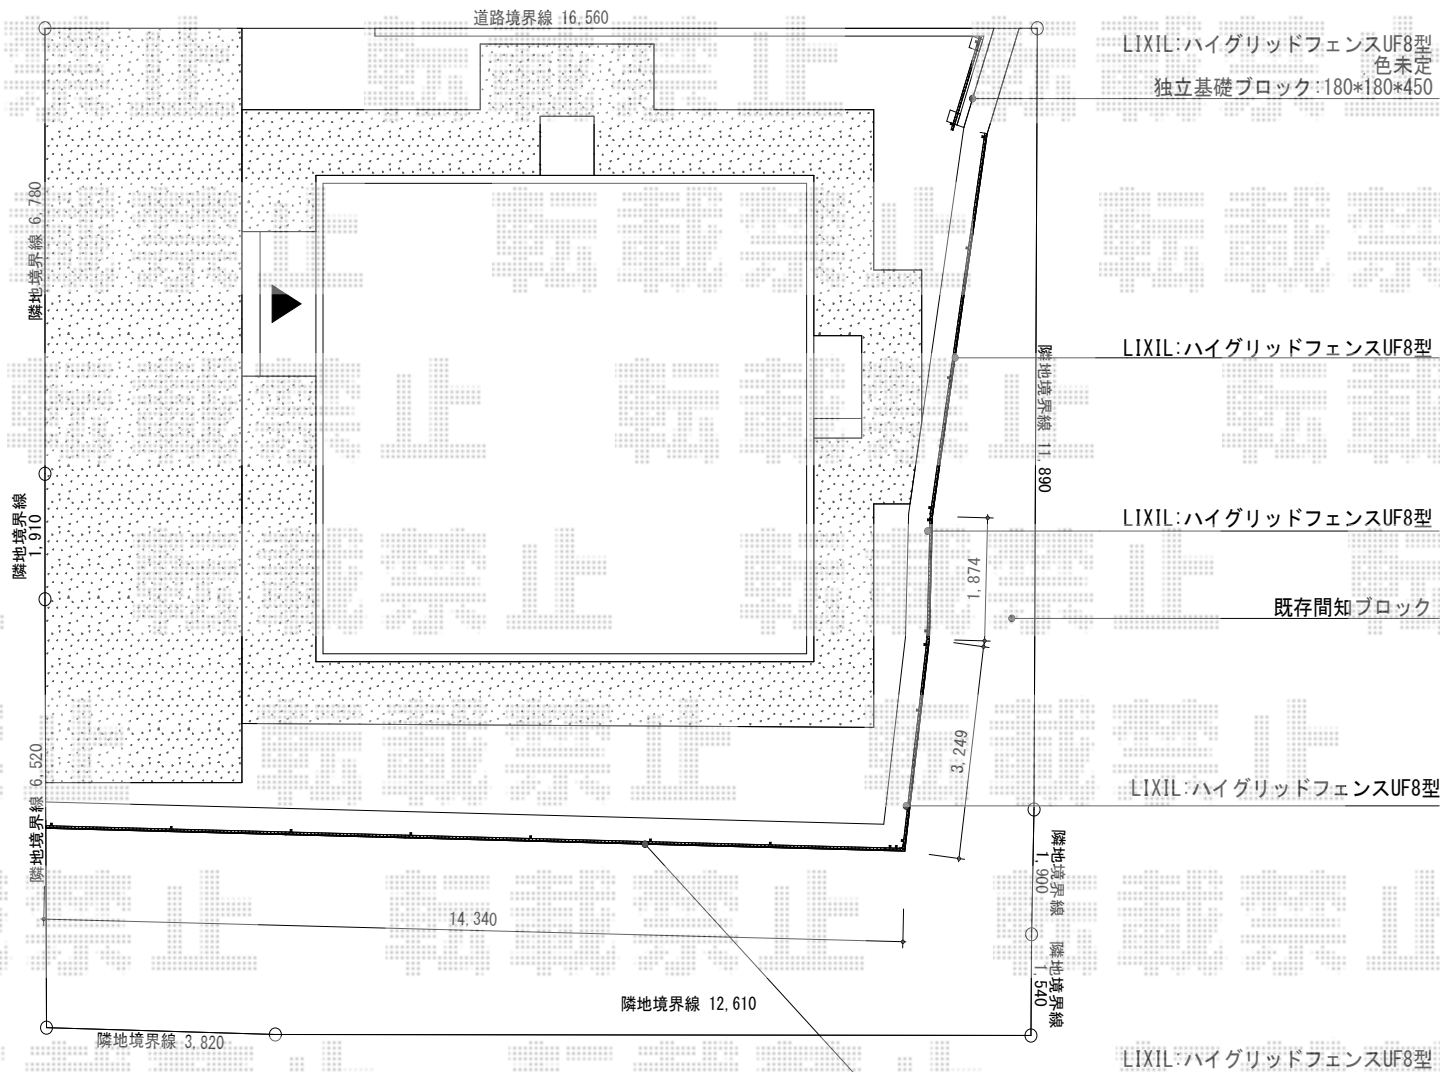 道路境界線 16,560
LIXIL:ハイグリッドフェンスUF8型
色未定
独立基礎ブロック:180*180*450
隣地境界線 6,780
LIXIL:ハイグリッドフェンスUF8型
隣地境界線 11,890
隣地境界線
1,910
LIXIL:ハイグリッドフェンスUF8型
1,874
既存間知ブロック
3,249
隣地境界線 6,520
LIXIL:ハイグリッドフェンスUF8型
隣地境界線
1,900
14,340
隣地境界線
1,540
隣地境界線 12,610
隣地境界線 3,820
LIXIL:ハイグリッドフェンスUF8型
転載禁止